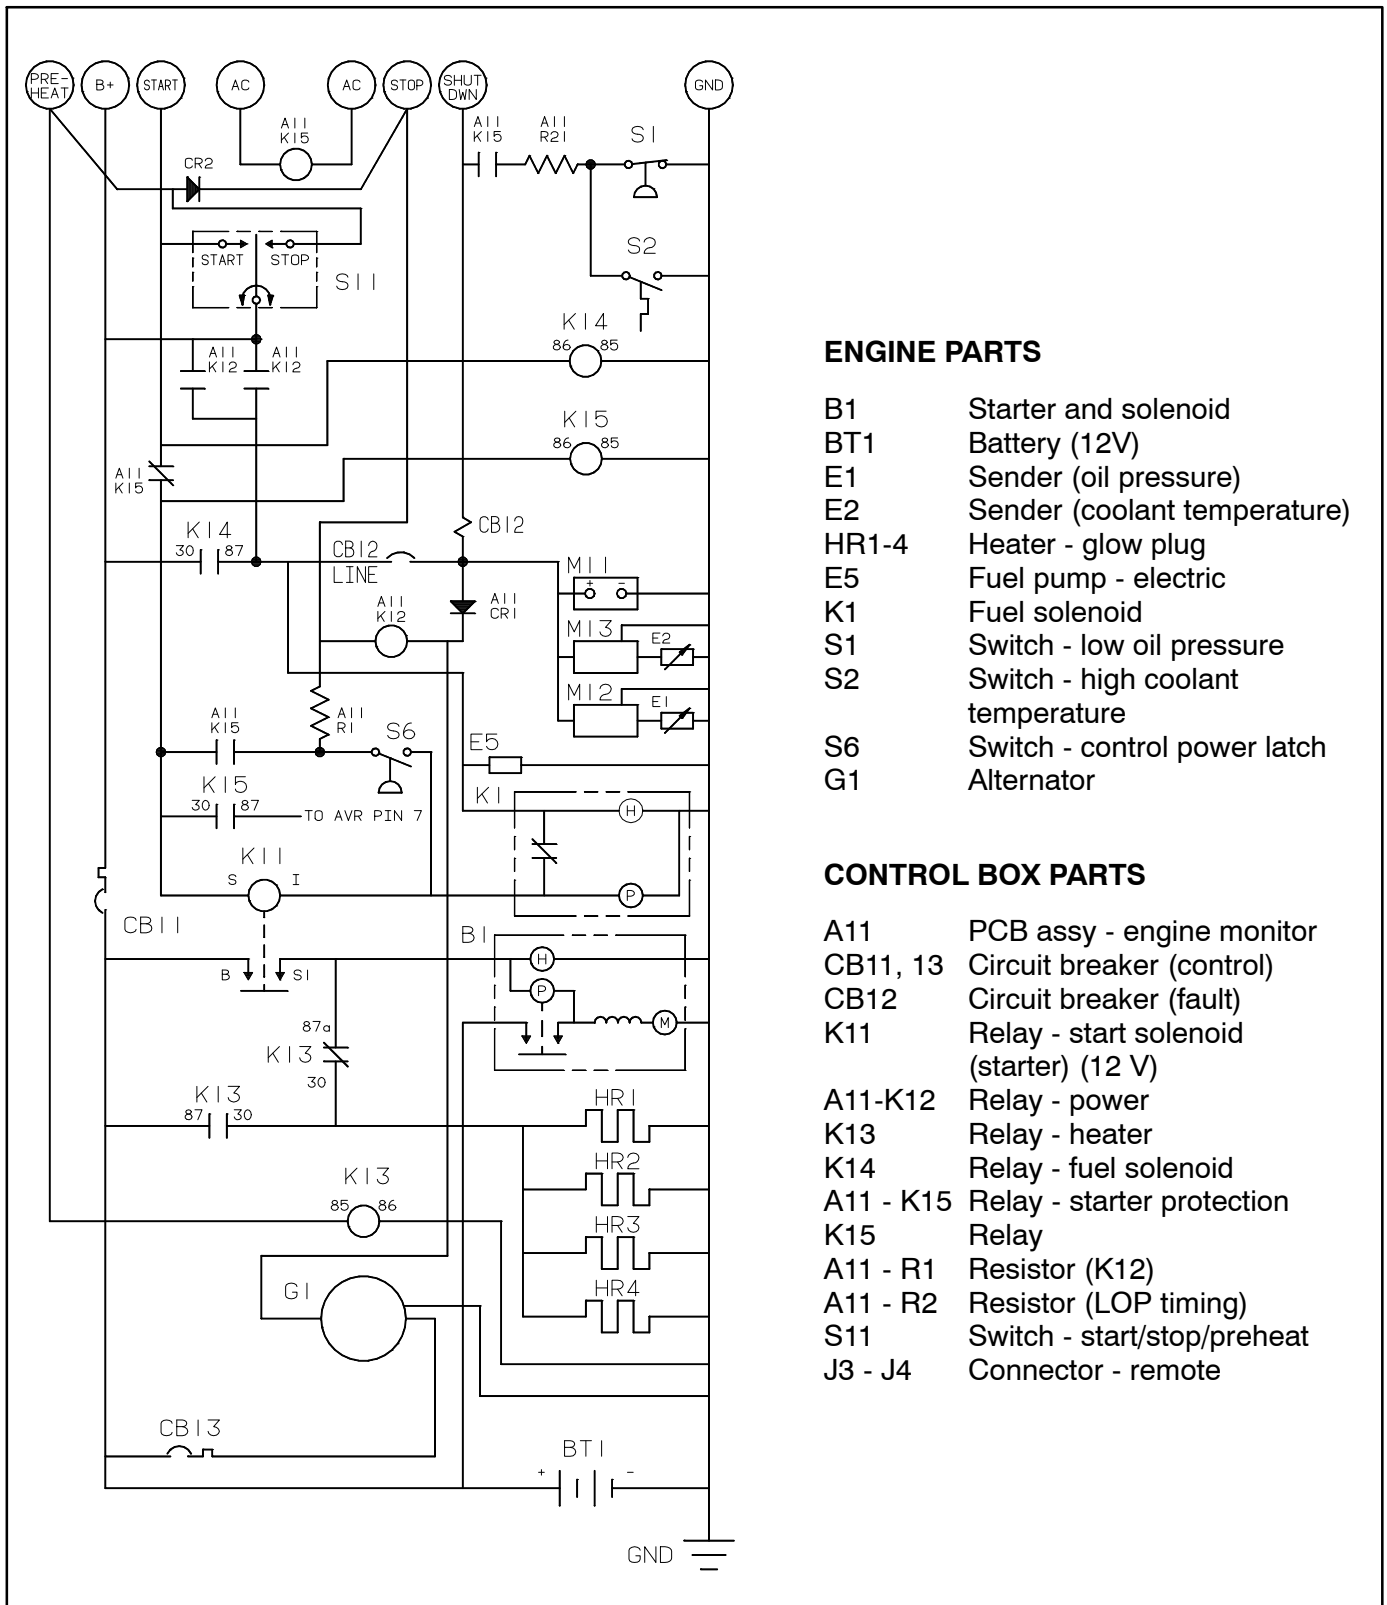 PRE-
HEAT
B+
START
AC
AC
STOP
SHUT
DWN
GND
A11
K15
CR2
A11
K15
A11
R21
S1
START
STOP
S11
S2
K14
86 85
A11
K12
A11
K12
K15
86 85
A11
K15
K14
30 87
CB12
LINE
CB12
M11
+ -
A11
K12
A11
CR1
M13
E2
M12
E1
A11
K15
A11
R1
S6
E5
K15
30 87
TO AVR PIN 7
K1
H
K11
S I
P
CB11
B S1
B1
H
P
M
87a
K13
30
K13
87 30
HR1
HR2
K13
85 86
HR3
G1
HR4
CB13
BT1
+ -
GND
ENGINE PARTS
B1 Starter and solenoid
BT1 Battery (12V)
E1 Sender (oil pressure)
E2 Sender (coolant temperature)
HR1-4 Heater - glow plug
E5 Fuel pump - electric
K1 Fuel solenoid
S1 Switch - low oil pressure
S2 Switch - high coolant
temperature
S6 Switch - control power latch
G1 Alternator
CONTROL BOX PARTS
A11 PCB assy - engine monitor
CB11, 13 Circuit breaker (control)
CB12 Circuit breaker (fault)
K11 Relay - start solenoid
(starter) (12 V)
A11-K12 Relay - power
K13 Relay - heater
K14 Relay - fuel solenoid
A11 - K15 Relay - starter protection
K15 Relay
A11 - R1 Resistor (K12)
A11 - R2 Resistor (LOP timing)
S11 Switch - start/stop/preheat
J3 - J4 Connector - remote